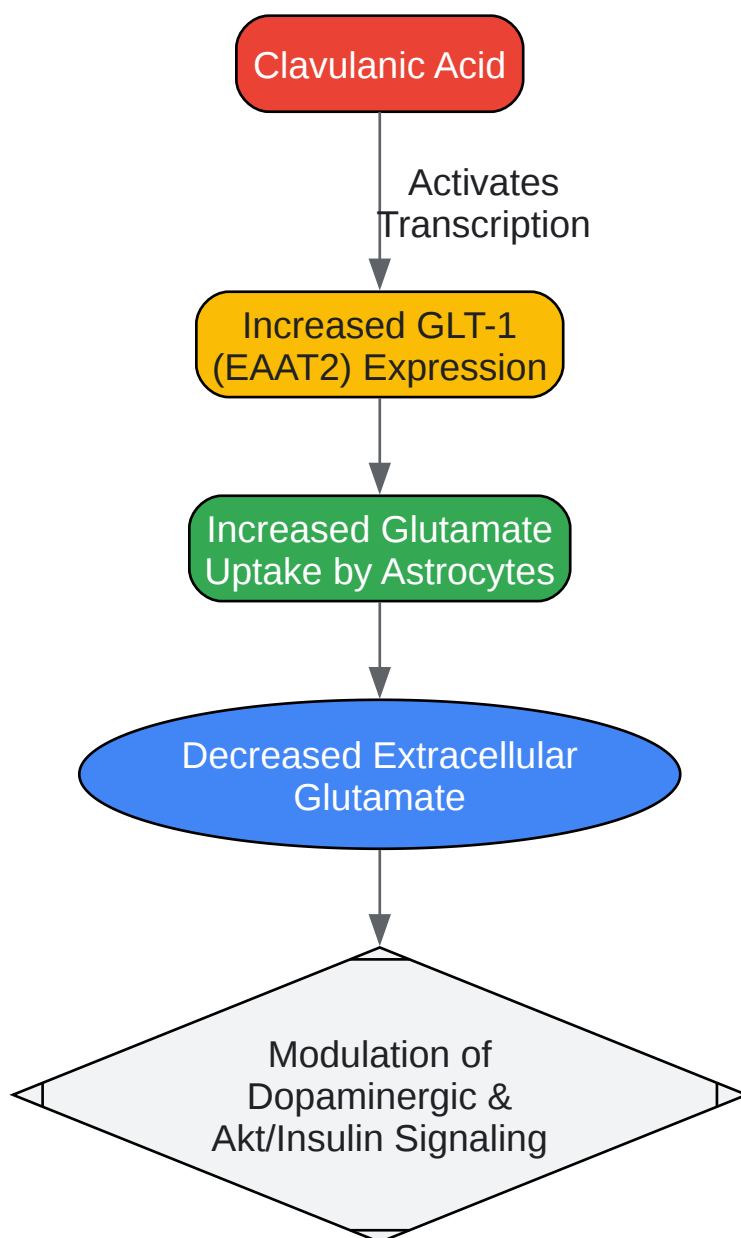 Clavulanic Acid
Activates
Transcription
Increased GLT-1
(EAAT2) Expression
Increased Glutamate
Uptake by Astrocytes
Decreased Extracellular
Glutamate
Modulation of
Dopaminergic &
Akt/Insulin Signaling